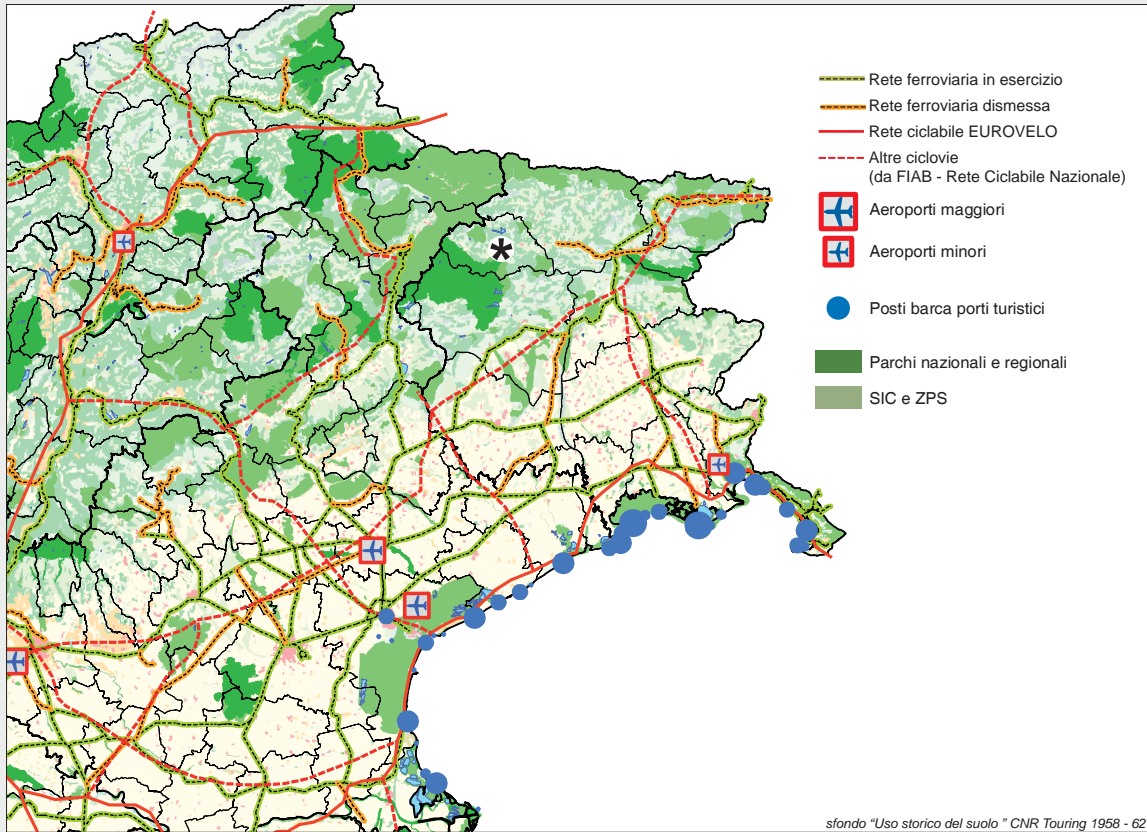 Rete ferroviaria in esercizio
Rete ferroviaria dismessa
Rete ciclabile EUROVELO
Altre ciclovie
(da FIAB - Rete Ciclabile Nazionale)
Aeroporti maggiori
Aeroporti minori
Posti barca porti turistici
Parchi nazionali e regionali
SIC e ZPS
*
sfondo "Uso storico del suolo " CNR Touring 1958 - 62